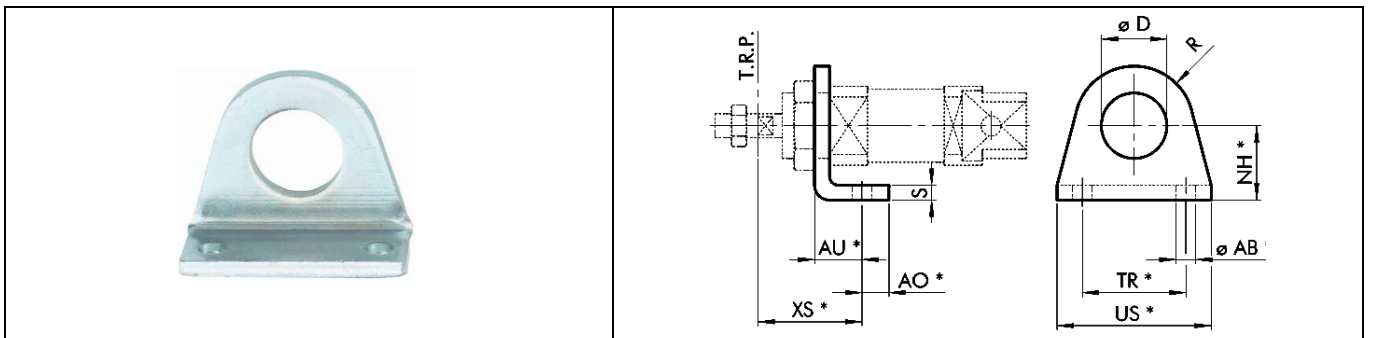 ø D
R
T.R.P.
NH *
S
AU *
AO *
ø AB
TR *
XS *
US *